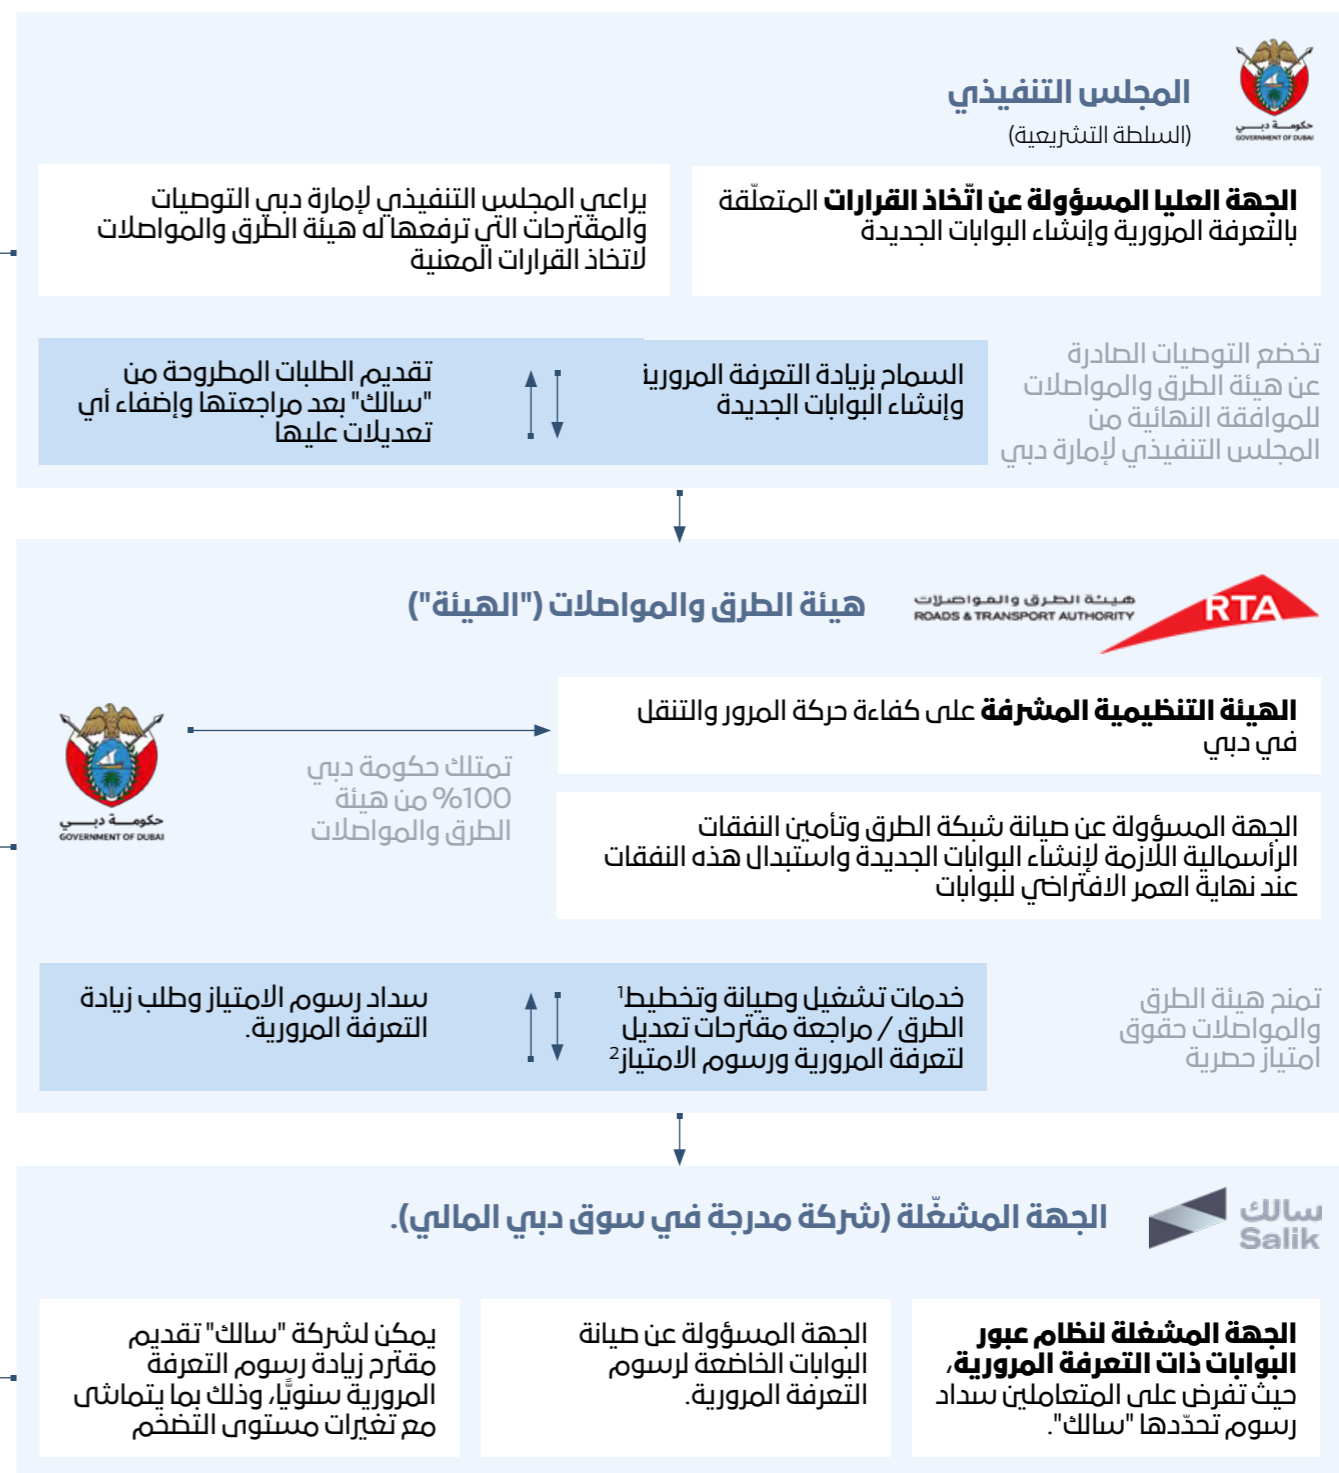 حكومة دبي
GOVERNMENT OF DUBAI
المجلس التنفيذي
(السلطة التشريعية)
الجهة العليا المسؤولة عن اتّخاذ القرارات المتعلّقة
بالتعرفة المرورية وإنشاء البوابات الجديدة
يراعي المجلس التنفيذي لإمارة دبي التوصيات
والمقترحات التي ترفعها له هيئة الطرق والمواصلات
لاتخاذ القرارات المعنية
تخضع التوصيات الصادرة
عن هيئة الطرق والمواصلات
للموافقة النهائية من
المجلس التنفيذي لإمارة دبي
السماح بزيادة التعرفة المرورية
وإنشاء البوابات الجديدة
تقديم الطلبات المطروحة من
"سالك" بعد مراجعتها وإضفاء أي
تعديلات عليها
RTA
هيئة الطرق والمواصلات
ROADS & TRANSPORT AUTHORITY
هيئة الطرق والمواصلات ("الهيئة")
الهيئة التنظيمية المشرفة على كفاءة حركة المرور والتنقل
في دبي
تمتلك حكومة دبي
100% من هيئة
الطرق والمواصلات
حكومة دبي
GOVERNMENT OF DUBAI
الجهة المسؤولة عن صيانة شبكة الطرق وتأمين النفقات
الرأسمالية اللازمة لإنشاء البوابات الجديدة واستبدال هذه النفقات
عند نهاية العمر الافتراضي للبوابات
تمنح هيئة الطرق
والمواصلات حقوق
امتياز حصرية
خدمات تشغيل وصيانة وتخطيط¹
الطرق / مراجعة مقترحات تعديل
لتعرفة المرورية ورسوم الامتياز²
سداد رسوم الامتياز وطلب زيادة
التعرفة المرورية.
سالك
Salik
الجهة المشغّلة (شركة مدرجة في سوق دبي المالي).
الجهة المشغلة لنظام عبور
البوابات ذات التعرفة المرورية،
حيث تفرض على المتعاملين سداد
رسوم تحدّدها "سالك".
الجهة المسؤولة عن صيانة
البوابات الخاضعة لرسوم
التعرفة المرورية.
يمكن لشركة "سالك" تقديم
مقترح زيادة رسوم التعرفة
المرورية سنويًا، وذلك بما يتماشى
مع تغيرات مستوى التضخم